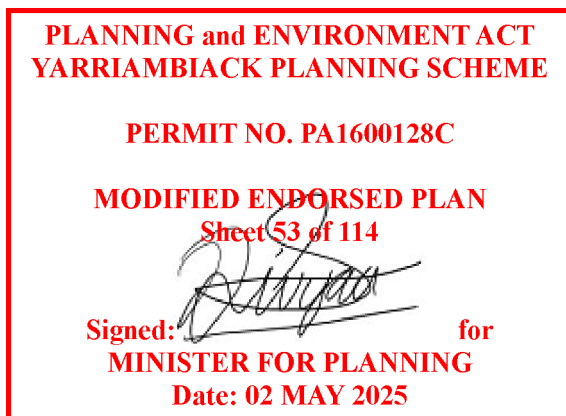 PLANNING and ENVIRONMENT ACT
YARRIAMBIACK PLANNING SCHEME
PERMIT NO. PA1600128C
MODIFIED ENDORSED PLAN
Sheet 53 of 114
Signed: for
MINISTER FOR PLANNING
Date: 02 MAY 2025